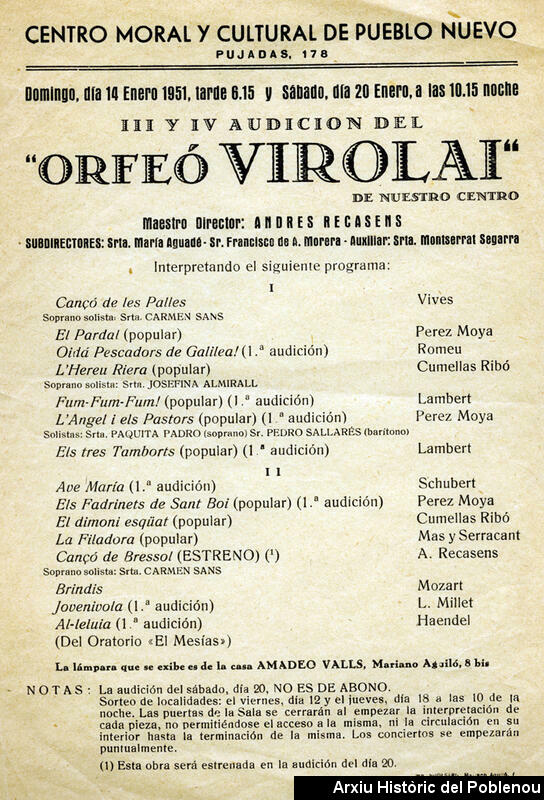 CENTRO MORAL Y CULTURAL DE PUEBLO NUEVO
PUJADAS, 178
Domingo, día 14 Enero 1951, tarde 6.15 y Sábado, día 20 Enero, a las 10.15 noche
III Y IV AUDICION DEL
"ORFEÓ VIROLAI"
DE NUESTRO CENTRO
Maestro Director: ANDRES RECASENS
SUBDIRECTORES: Srta. María Aguadé - Sr. Francisco de A. Morera - Auxiliar: Srta. Montserrat Segarra
Interpretando el siguiente programa:
I
Cançó de les Palles Vives
Soprano solista: Srta. CARMEN SANS
El Pardal (popular) Perez Moya
Oidá Pescadors de Galilea! (1.ª audición) Romeu
L'Hereu Riera (popular) Cumellas Ribó
Soprano solista: Srta. JOSEFINA ALMIRALL
Fum-Fum-Fum! (popular) (1.ª audición) Lambert
L'Angel i els Pastors (popular) (1.ª audición) Perez Moya
Solistas: Srta. PAQUITA PADRO (soprano) Sr. PEDRO SALLARÉS (barítono)
Els tres Tamborts (popular) (1.ª audición) Lambert
II
Ave María (1.ª audición) Schubert
Els Fadrinets de Sant Boi (popular) (1.ª audición) Perez Moya
El dimoni esqüat (popular) Cumellas Ribó
La Filadora (popular) Mas y Serracant
Cançó de Bressol (ESTRENO) (¹) A. Recasens
Soprano solista: Srta. CARMEN SANS
Brindis Mozart
Jovenivola (1.ª audición) L. Millet
Al-leluia (1.ª audición) Haendel
(Del Oratorio «El Mesías»)
La lámpara que se exibe es de la casa AMADEO VALLS, Mariano Aguiló, 8 bis
NOTAS: La audición del sábado, día 20, NO ES DE ABONO.
Sorteo de localidades: el viernes, día 12 y el jueves, día 18 a las 10 de la
noche. Las puertas de la Sala se cerrarán al empezar la interpretación de
cada pieza, no permitiéndose el acceso a la misma, ni la circulación en su
interior hasta la terminación de la misma. Los conciertos se empezarán
puntualmente.
(1) Esta obra será estrenada en la audición del día 20.
Arxiu Històric del Poblenou